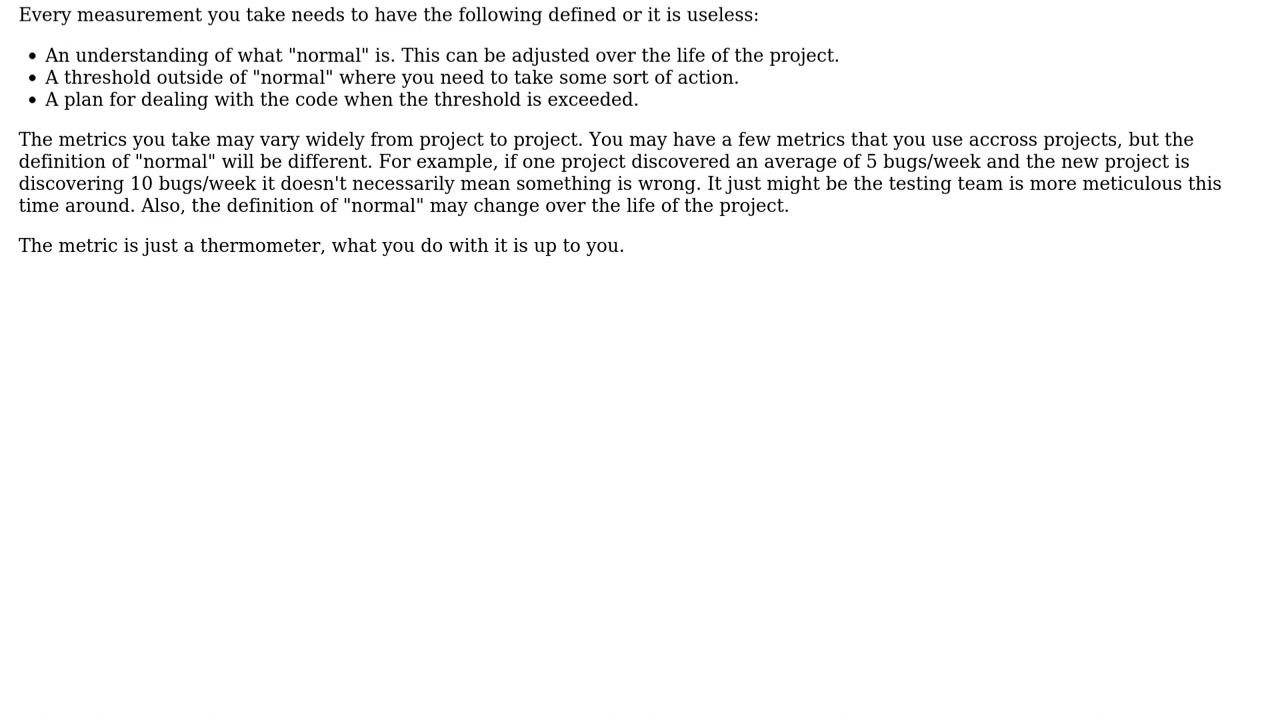 Every measurement you take needs to have the following defined or it is useless:
• An understanding of what "normal" is. This can be adjusted over the life of the project.
• A threshold outside of "normal" where you need to take some sort of action.
• A plan for dealing with the code when the threshold is exceeded.
The metrics you take may vary widely from project to project. You may have a few metrics that you use accross projects, but the
definition of "normal" will be different. For example, if one project discovered an average of 5 bugs/week and the new project is
discovering 10 bugs/week it doesn't necessarily mean something is wrong. It just might be the testing team is more meticulous this
time around. Also, the definition of "normal" may change over the life of the project.
The metric is just a thermometer, what you do with it is up to you.